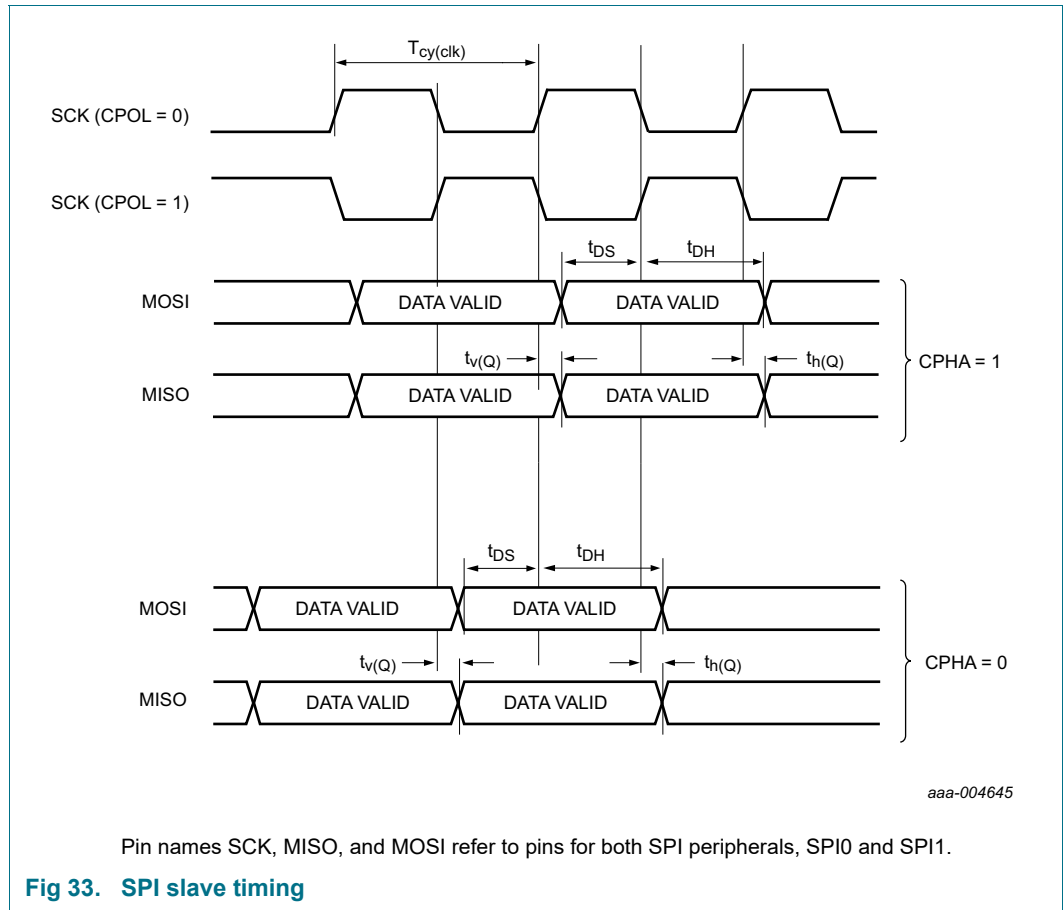 Tcy(clk)
SCK (CPOL = 0)
SCK (CPOL = 1)
tDS
tDH
MOSI
DATA VALID
DATA VALID
tv(Q)
th(Q)
CPHA = 1
MISO
DATA VALID
DATA VALID
tDS
tDH
MOSI
DATA VALID
DATA VALID
tv(Q)
th(Q)
CPHA = 0
MISO
DATA VALID
DATA VALID
aaa-004645
Pin names SCK, MISO, and MOSI refer to pins for both SPI peripherals, SPI0 and SPI1.
Fig 33. SPI slave timing